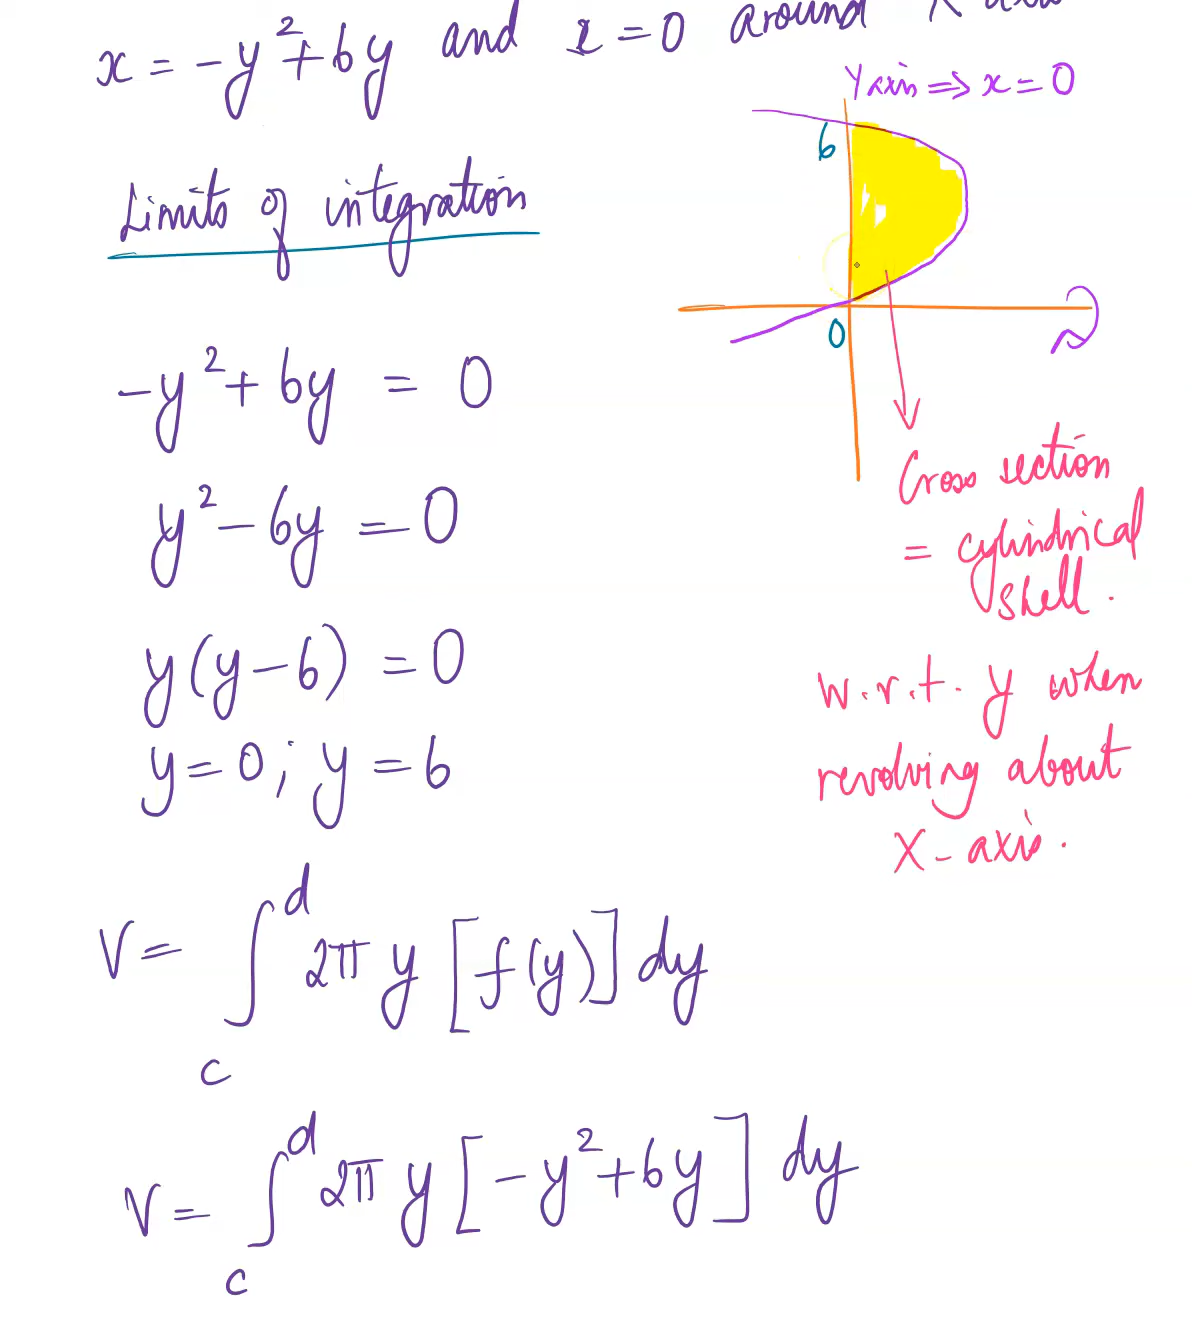 x = -y²+6y and x=0 around X-axis
Yaxis ⇒ x=0
6
0
Limits of integration
-y²+6y = 0
y²-6y = 0
y(y-6) = 0
y=0; y=6
Cross section
= cylindrical
shell.
w.r.t. y when
revolving about
X-axis.
V = ∫_c^d 2π y [f(y)] dy
V = ∫_c^d 2π y [-y²+6y] dy